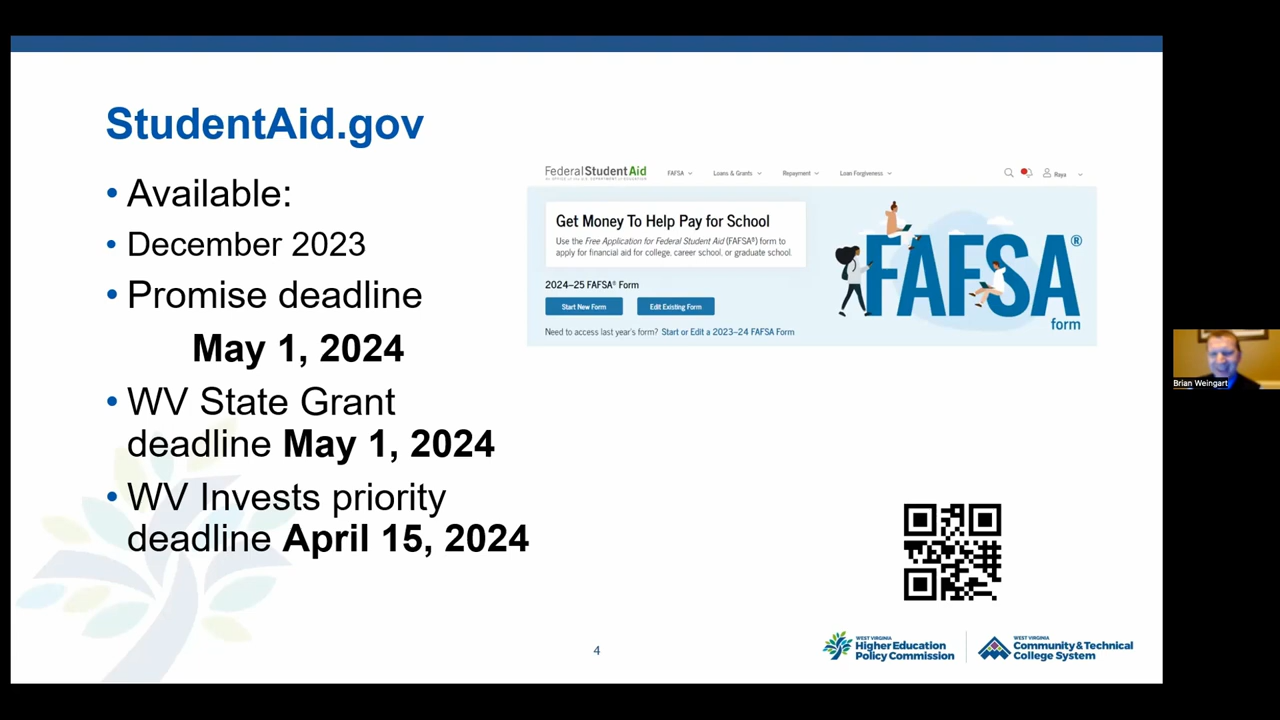 StudentAid.gov
• Available:
• December 2023
• Promise deadline
May 1, 2024
• WV State Grant
deadline May 1, 2024
• WV Invests priority
deadline April 15, 2024
Federal Student Aid
FAFSA
Loans & Grants
Repayment
Loan Forgiveness
Raya
Get Money To Help Pay for School
Use the Free Application for Federal Student Aid (FAFSA®) form to
apply for financial aid for college, career school, or graduate school.
2024–25 FAFSA® Form
Start New Form
Edit Existing Form
Need to access last year's form? Start or Edit a 2023–24 FAFSA Form
FAFSA®
form
Brian Weingart
4
WEST VIRGINIA
Higher Education
Policy Commission
WEST VIRGINIA
Community & Technical
College System